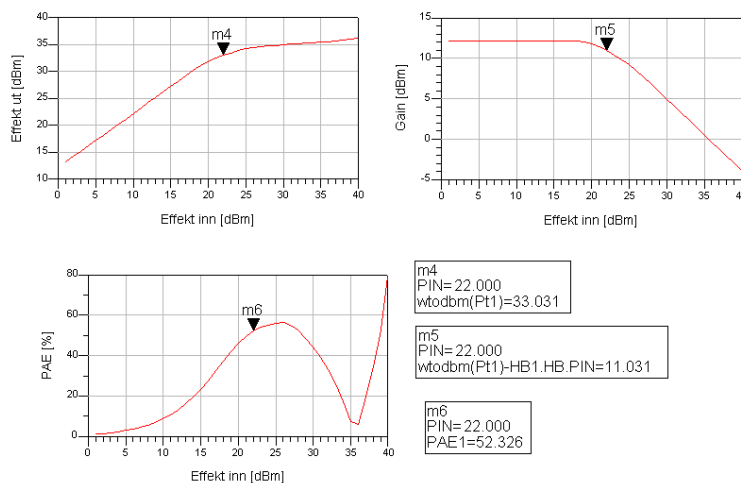 m4
Effekt ut [dBm]
40
35
30
25
20
15
10
0 5 10 15 20 25 30 35 40
Effekt inn [dBm]
m5
Gain [dBm]
15
10
5
0
-5
0 10 20 30 40
Effekt inn [dBm]
m6
PAE [%]
80
60
40
20
0
0 5 10 15 20 25 30 35 40
Effekt inn [dBm]
m4
PIN=22.000
wtodbm(Pt1)=33.031
m5
PIN=22.000
wtodbm(Pt1)-HB1.HB.PIN=11.031
m6
PIN=22.000
PAE1=52.326